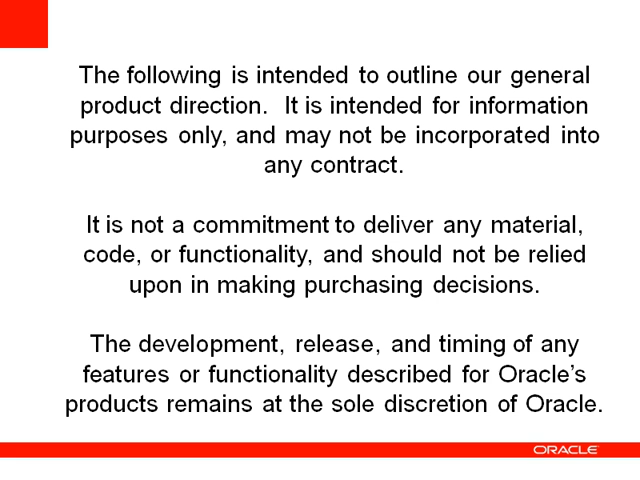 The following is intended to outline our general
product direction. It is intended for information
purposes only, and may not be incorporated into
any contract.
It is not a commitment to deliver any material,
code, or functionality, and should not be relied
upon in making purchasing decisions.
The development, release, and timing of any
features or functionality described for Oracle's
products remains at the sole discretion of Oracle.
ORACLE